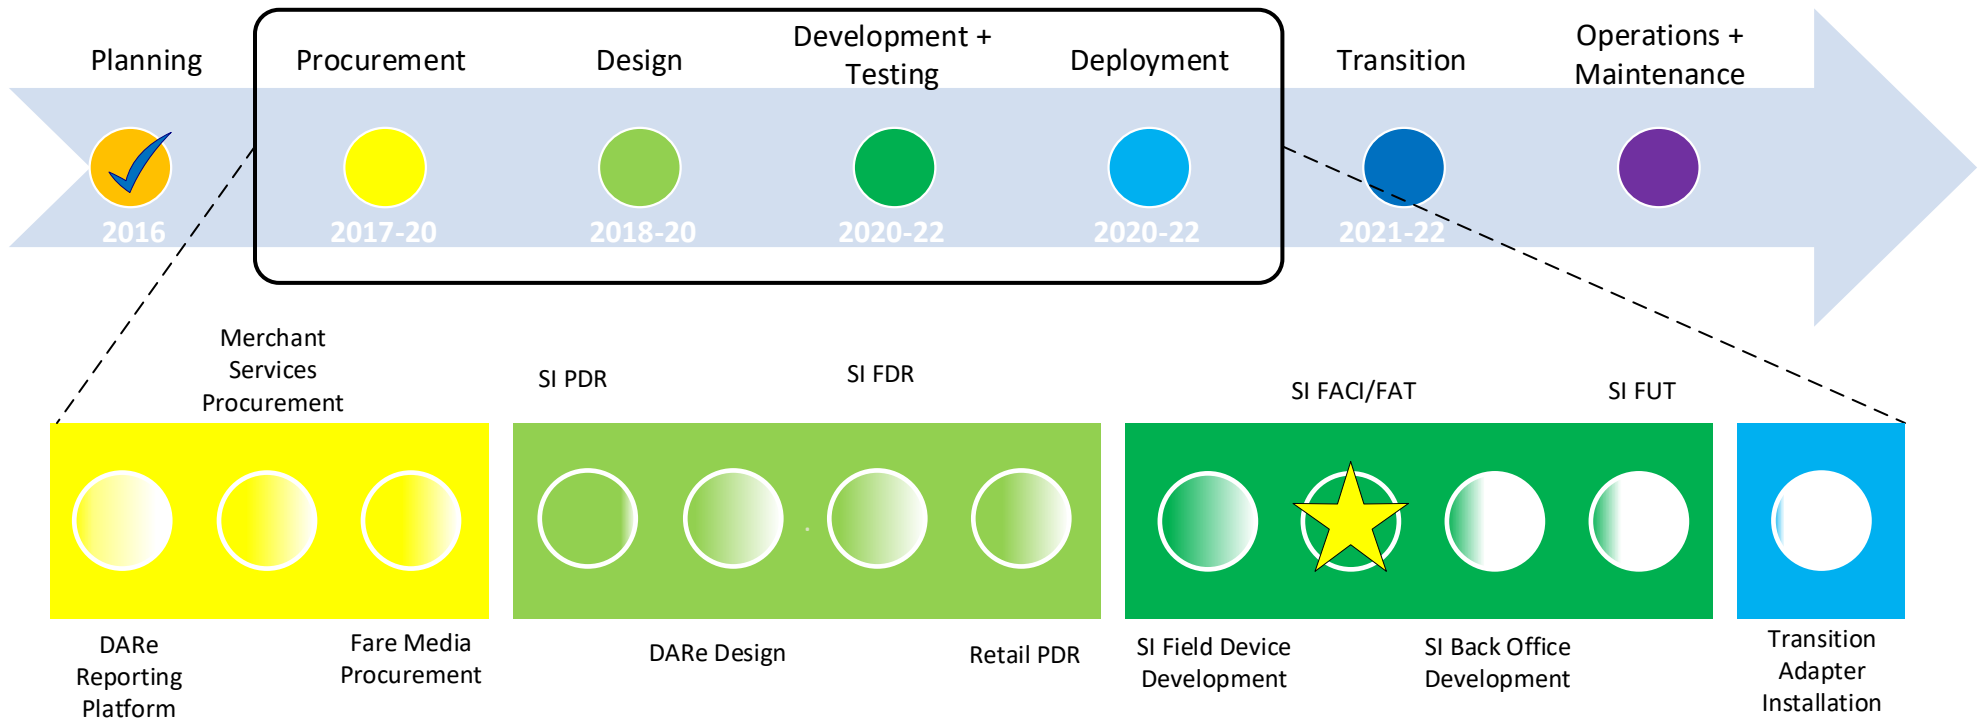 Planning
Procurement
Design
Development +
Testing
Deployment
Transition
Operations +
Maintenance
2016
2017-20
2018-20
2020-22
2020-22
2021-22
Merchant
Services
Procurement
SI PDR
SI FDR
SI FACI/FAT
SI FUT
DARe
Reporting
Platform
Fare Media
Procurement
DARe Design
Retail PDR
SI Field Device
Development
SI Back Office
Development
Transition
Adapter
Installation